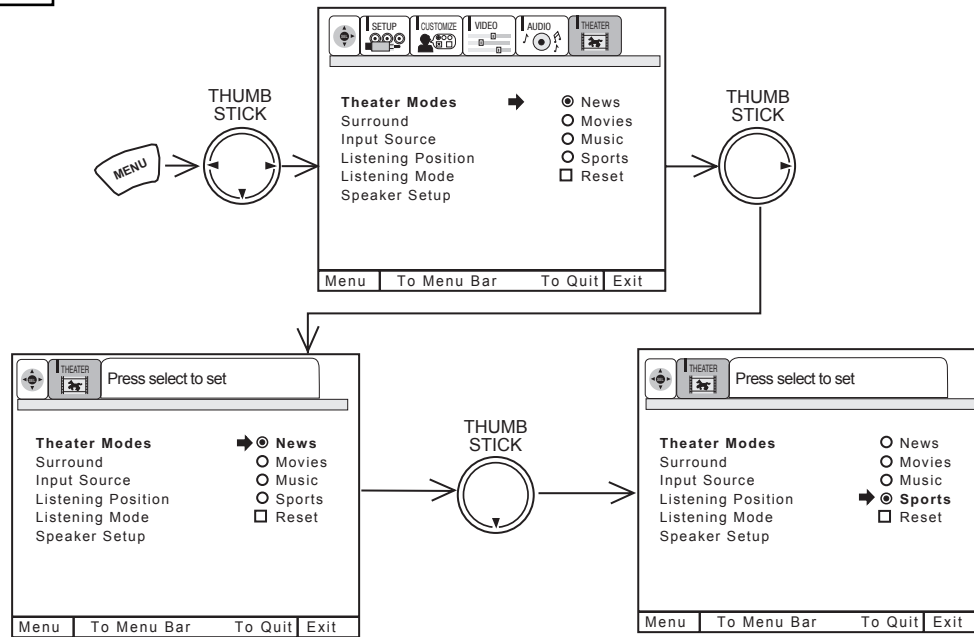 SETUP CUSTOMIZE VIDEO AUDIO THEATER
THUMB
STICK
MENU
Theater Modes News
Surround Movies
Input Source Music
Listening Position Sports
Listening Mode Reset
Speaker Setup
Menu To Menu Bar To Quit Exit
THUMB
STICK
THEATER Press select to set
Theater Modes News
Surround Movies
Input Source Music
Listening Position Sports
Listening Mode Reset
Speaker Setup
Menu To Menu Bar To Quit Exit
THUMB
STICK
THEATER Press select to set
Theater Modes News
Surround Movies
Input Source Music
Listening Position Sports
Listening Mode Reset
Speaker Setup
Menu To Menu Bar To Quit Exit